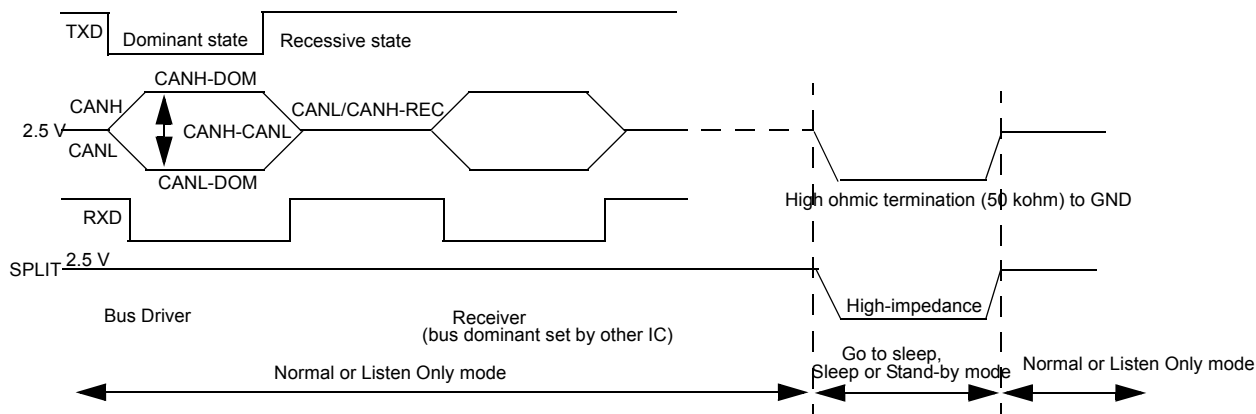 TXD
Dominant state
Recessive state
CANH-DOM
CANH
CANL/CANH-REC
2.5 V
CANH-CANL
CANL
CANL-DOM
High ohmic termination (50 kohm) to GND
RXD
2.5 V
SPLIT
High-impedance
Bus Driver
Receiver
(bus dominant set by other IC)
Go to sleep,
Sleep or Stand-by mode
Normal or Listen Only mode
Normal or Listen Only mode